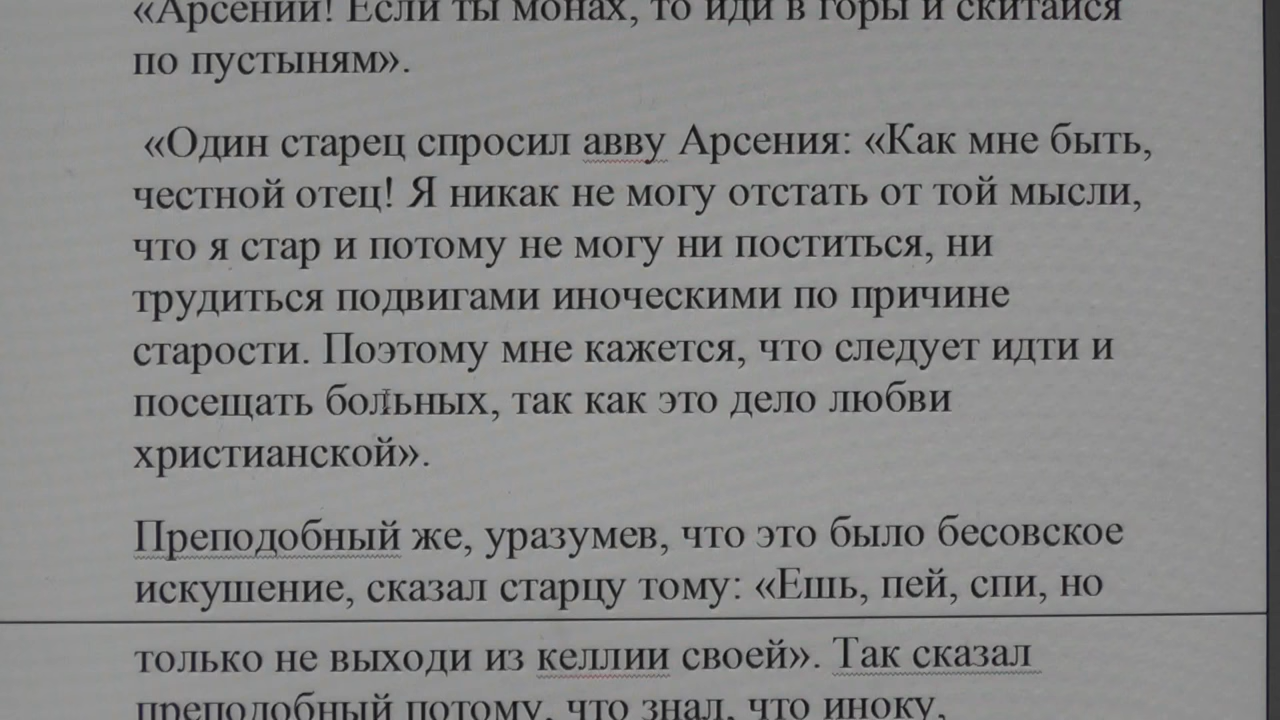 «Арсений! Если ты монах, то иди в горы и скитайся
по пустыням».
«Один старец спросил авву Арсения: «Как мне быть,
честной отец! Я никак не могу отстать от той мысли,
что я стар и потому не могу ни поститься, ни
трудиться подвигами иноческими по причине
старости. Поэтому мне кажется, что следует идти и
посещать больных, так как это дело любви
христианской».
Преподобный же, уразумев, что это было бесовское
искушение, сказал старцу тому: «Ешь, пей, спи, но
только не выходи из келлии своей». Так сказал
преподобный потому, что знал, что иноку,